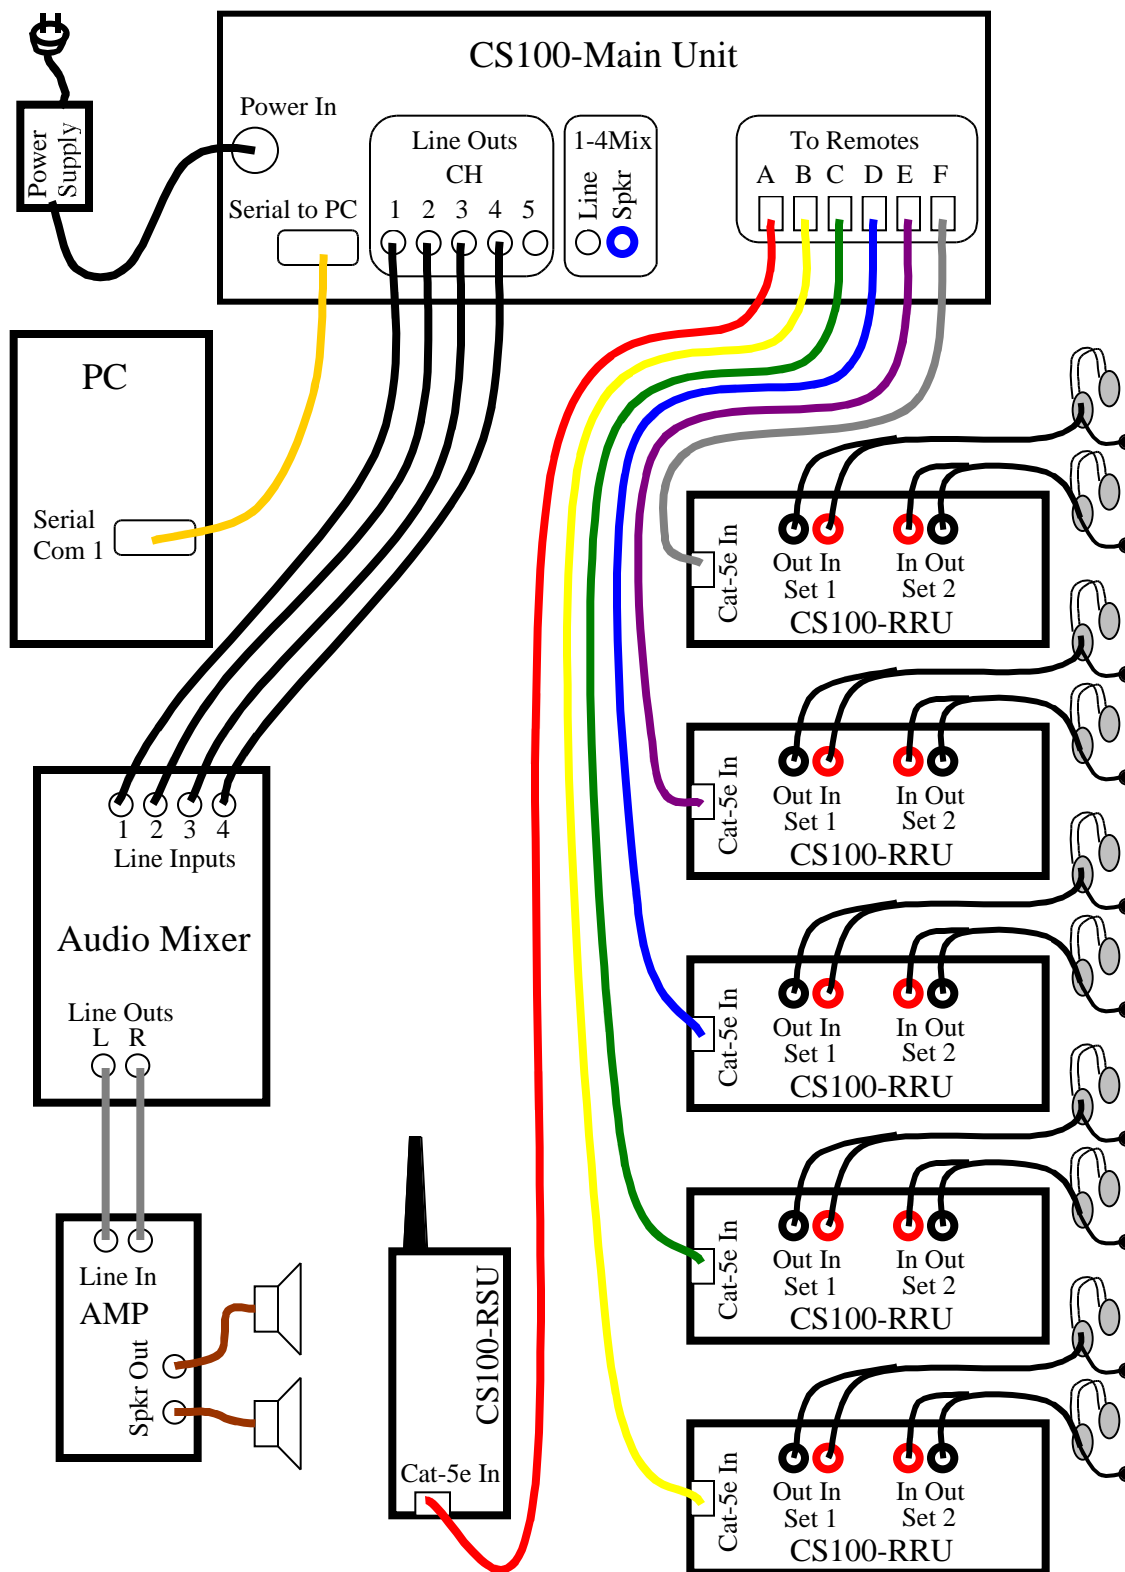 CS100-Main Unit
Power In
Power
Supply
Serial to PC
Line Outs
CH
1 2 3 4 5
1-4Mix
Line
Spkr
To Remotes
A B C D E F
PC
Serial
Com 1
1 2 3 4
Line Inputs
Audio Mixer
Line Outs
L R
Line In
AMP
Spkr Out
CS100-RSU
Cat-5e In
Cat-5e In
Out In In Out
Set 1 Set 2
CS100-RRU
Cat-5e In
Out In In Out
Set 1 Set 2
CS100-RRU
Cat-5e In
Out In In Out
Set 1 Set 2
CS100-RRU
Cat-5e In
Out In In Out
Set 1 Set 2
CS100-RRU
Cat-5e In
Out In In Out
Set 1 Set 2
CS100-RRU